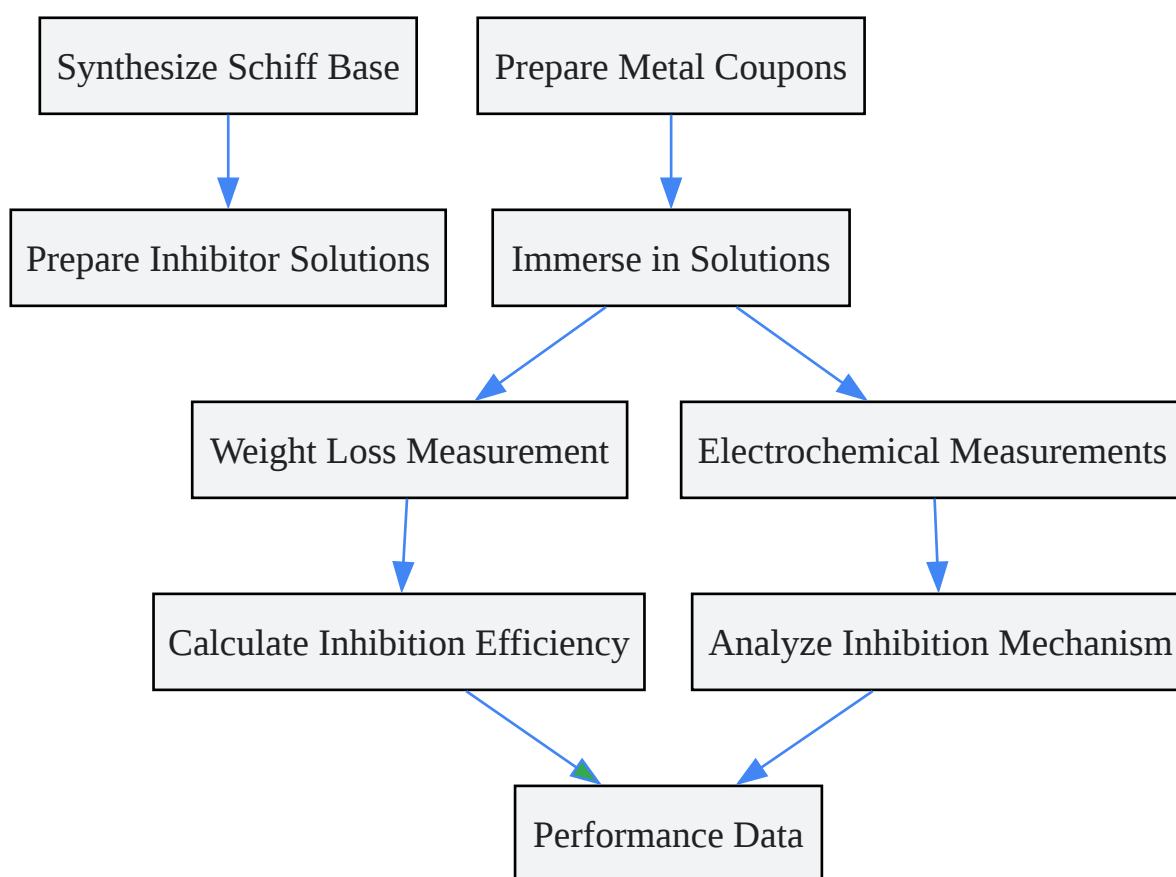 Synthesize Schiff Base
Prepare Metal Coupons
Prepare Inhibitor Solutions
Immerse in Solutions
Weight Loss Measurement
Electrochemical Measurements
Calculate Inhibition Efficiency
Analyze Inhibition Mechanism
Performance Data